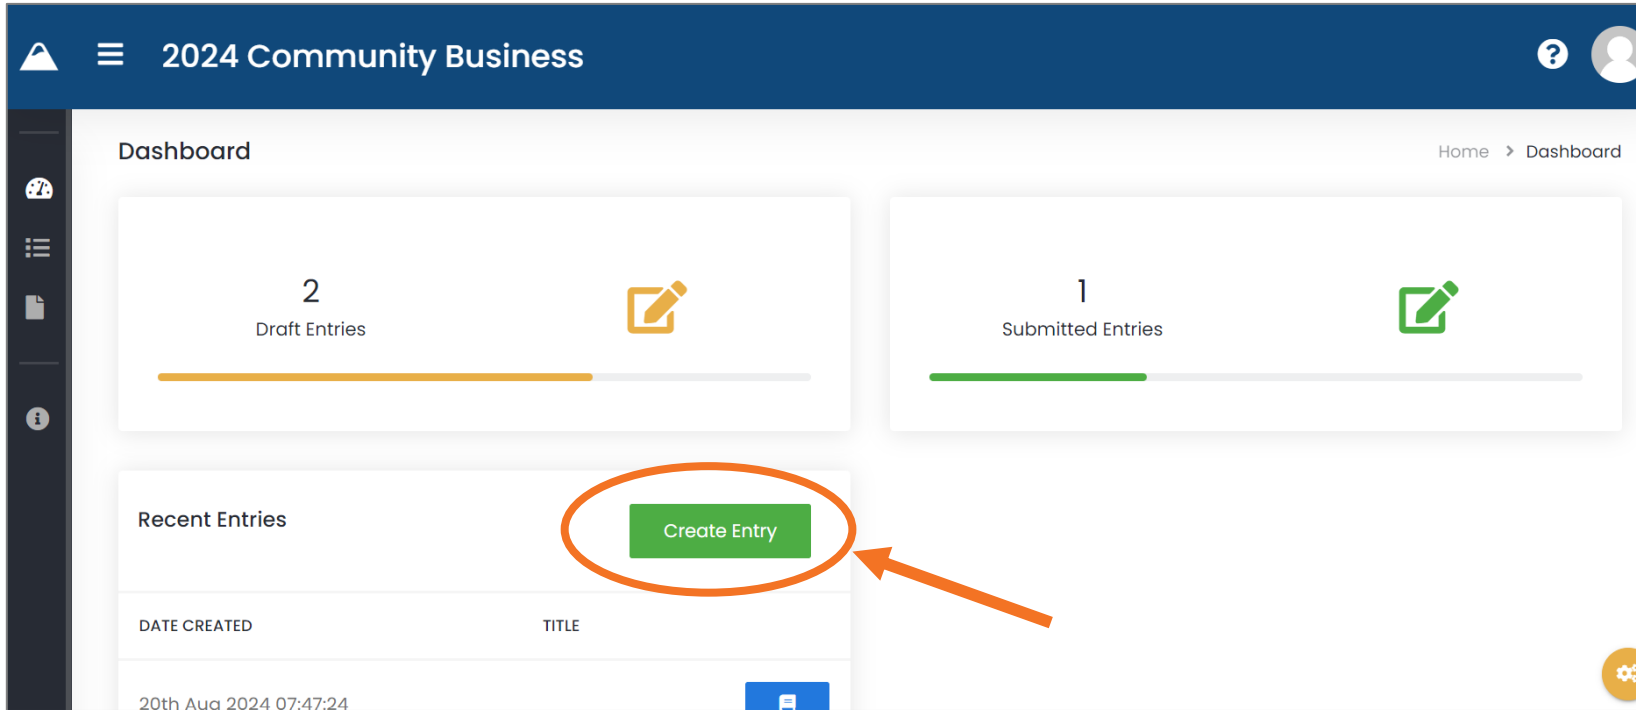 2024 Community Business
Dashboard
Home > Dashboard
2
Draft Entries
1
Submitted Entries
Recent Entries
Create Entry
DATE CREATED TITLE
20th Aug 2024 07:47:24